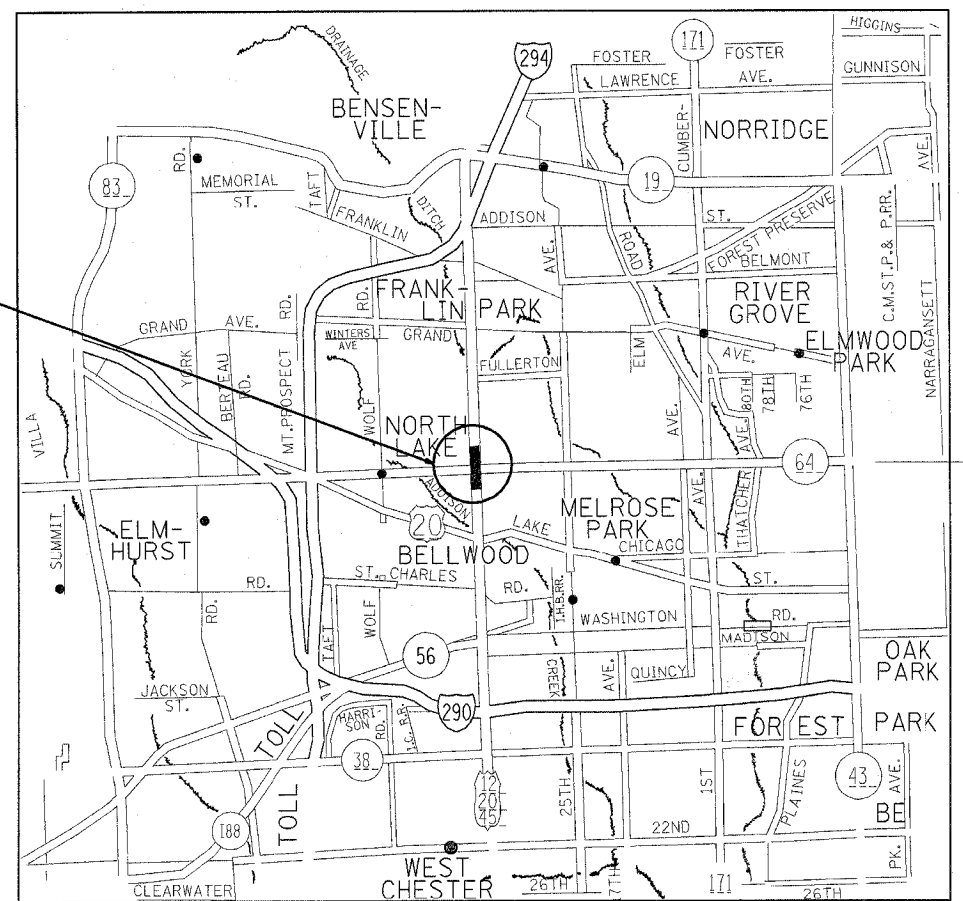 HIGGINS
171
294
FOSTER
FOSTER
DRAINAGE
LAWRENCE
AVE.
GUNNISON
BENSEN-
VILLE
CUMBER-
NORRIDGE
RD.
AVE.
83
MEMORIAL
ST.
TAFT
19
FRANKLIN
DITCH
ADDISON
ST.
FOREST PRESERVE
ROAD
AVE.
BELMONT
C.M.ST.P.& P.RR.
FRANK-
LIN PARK
RIVER
GROVE
RD.
RD.
GRAND
AVE.
WINTERS
AVE
GRAND
ELM
ELMWOOD
PARK
NARRAGANSETT
YORK
BERTEAU
RD.
MT.PROSPECT
FULLERTON
AVE.
80TH
78TH
76TH
VILLA
WOLF
NORTH
LAKE
AVE.
AVE.
64
ADDISON
AVE.
THATCHER
MELROSE
PARK
20
LAKE
SUMMIT
ELM-
HURST
BELLWOOD
CHICAGO
RD.
ST. CHARLES
RD.
ST.
I.H.B.RR.
RD.
WOLF
WASHINGTON
RD.
TAFT
56
MADISON
OAK
PARK
CREEK
AVE.
QUINCY
JACKSON
ST.
290
TOLL
HARRI-
SON
RD.
I.C. R.R.
FOREST
PARK
38
12
20
45
25TH
1ST
PLAINES
43
AVE.
TOLL
188
22ND
BE
WEST
CHESTER
PK.
CLEARWATER
26TH
17TH
171
26TH